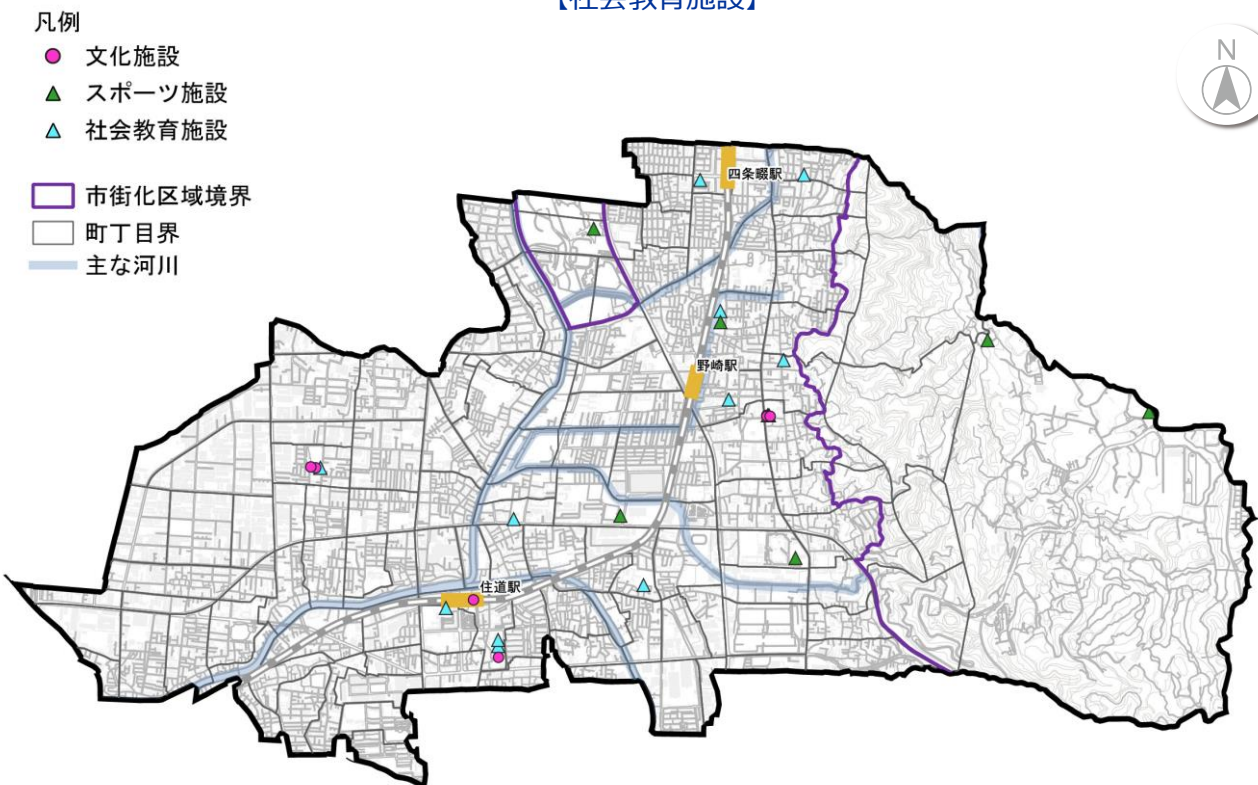 【社会教育施設】
凡例
文化施設
スポーツ施設
社会教育施設
市街化区域境界
町丁目界
主な河川
N
四条畷駅
野崎駅
住道駅